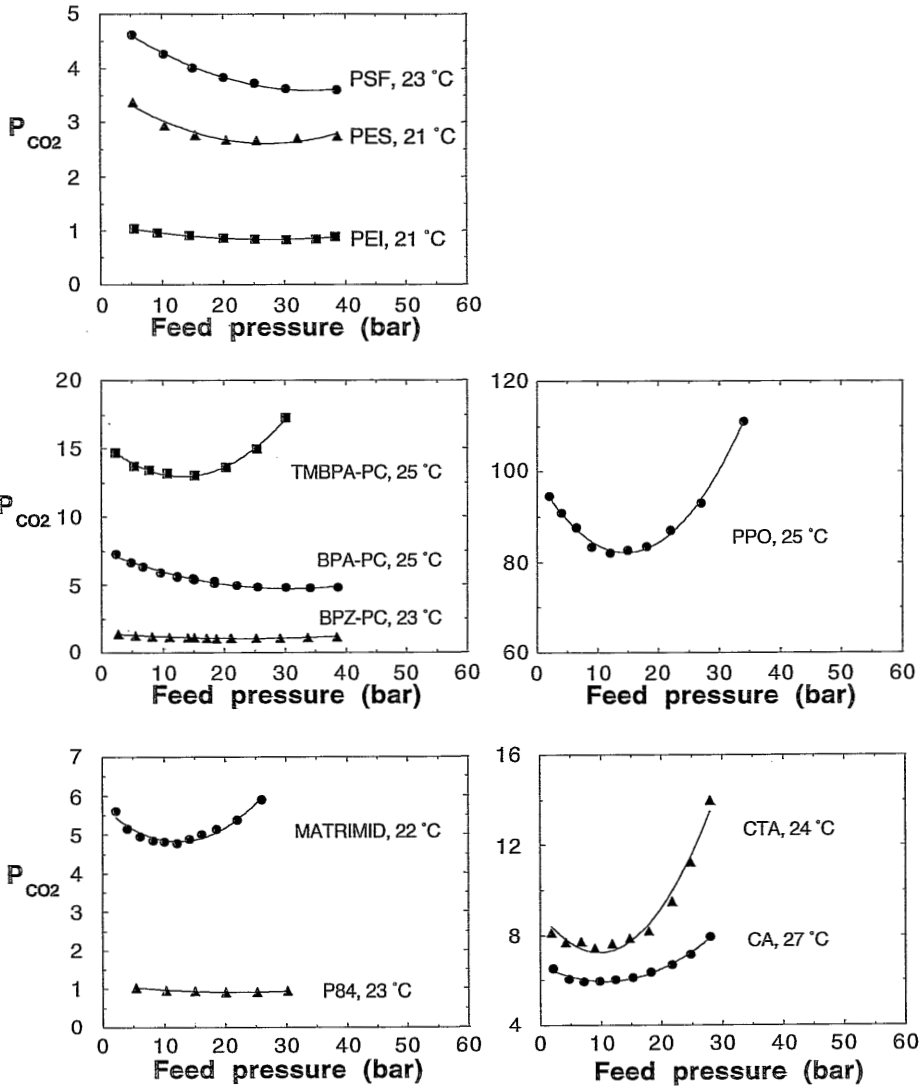 5
4
PSF, 23 °C
3
P CO2
PES, 21 °C
2
1
PEI, 21 °C
0
0 10 20 30 40 50 60
Feed pressure (bar)
20
15
TMBPA-PC, 25 °C
P CO2
10
BPA-PC, 25 °C
5
BPZ-PC, 23 °C
0
0 10 20 30 40 50 60
Feed pressure (bar)
120
100
PPO, 25 °C
80
60
0 10 20 30 40 50 60
Feed pressure (bar)
7
6
MATRIMID, 22 °C
5
4
P CO2
3
2
P84, 23 °C
1
0
0 10 20 30 40 50 60
Feed pressure (bar)
16
CTA, 24 °C
12
CA, 27 °C
8
4
0 10 20 30 40 50 60
Feed pressure (bar)